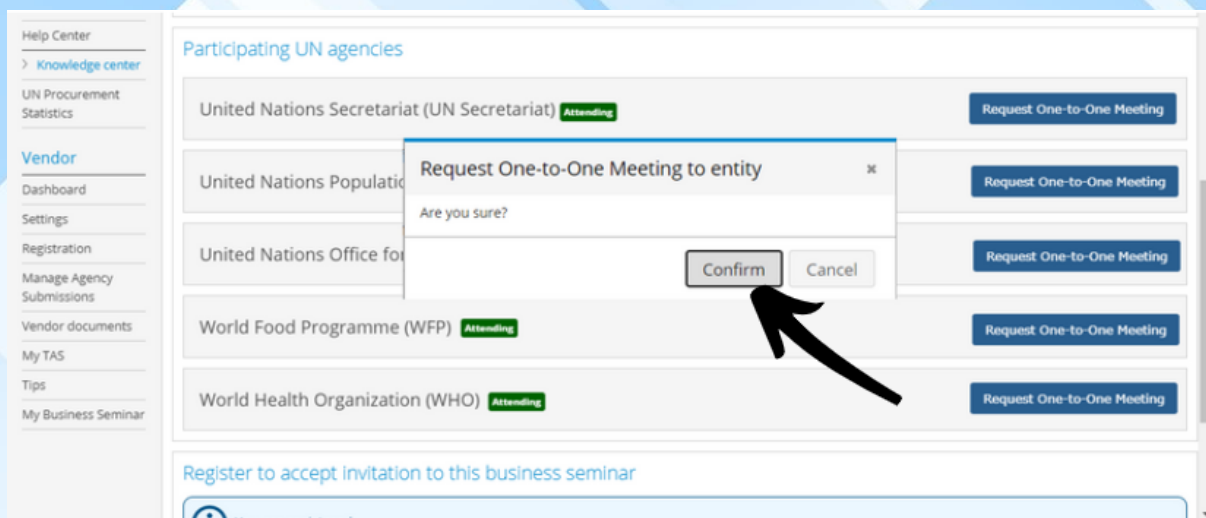 Help Center
> Knowledge center
UN Procurement
Statistics
Vendor
Dashboard
Settings
Registration
Manage Agency
Submissions
Vendor documents
My TAS
Tips
My Business Seminar
Participating UN agencies
United Nations Secretariat (UN Secretariat) Attending
Request One-to-One Meeting
United Nations
Request One-to-One Meeting
United Nations Office
Request One-to-One Meeting
World Food Programme (WFP) Attending
Request One-to-One Meeting
World Health Organization (WHO) Attending
Request One-to-One Meeting
Request One-to-One Meeting to entity ×
Are you sure?
Confirm Cancel
Register to accept invitation to this business seminar